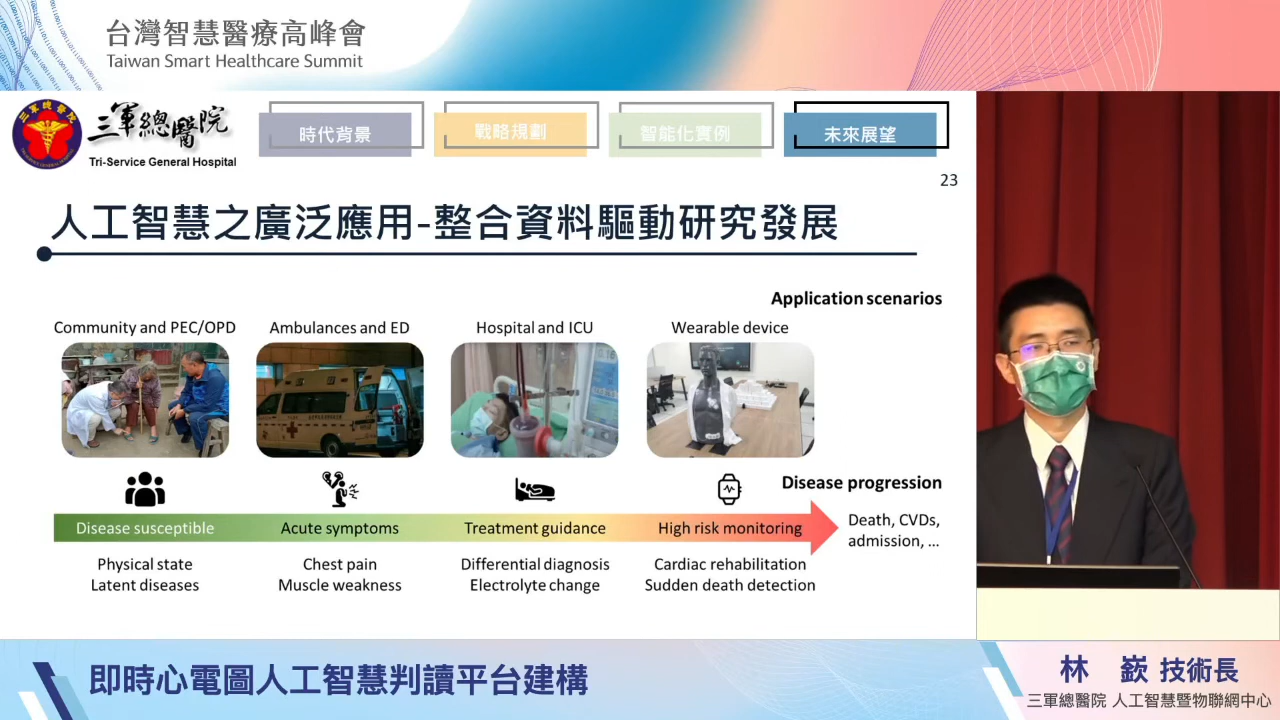 台灣智慧醫療高峰會
Taiwan Smart Healthcare Summit
三軍總醫院
三軍總醫院
Tri-Service General Hospital
時代背景
戰略規劃
智能化實例
未來展望
23
人工智慧之廣泛應用-整合資料驅動研究發展
Application scenarios
Community and PEC/OPD
Ambulances and ED
Hospital and ICU
Wearable device
Disease progression
Disease susceptible
Acute symptoms
Treatment guidance
High risk monitoring
Death, CVDs,
admission, ...
Physical state
Latent diseases
Chest pain
Muscle weakness
Differential diagnosis
Electrolyte change
Cardiac rehabilitation
Sudden death detection
即時心電圖人工智慧判讀平台建構
林 嶔 技術長
三軍總醫院 人工智慧暨物聯網中心